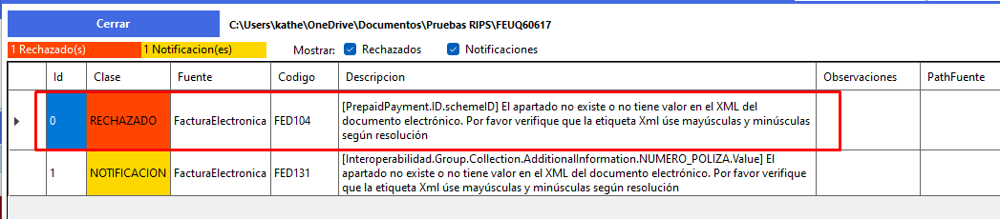 Cerrar
C:\Users\kathe\OneDrive\Documentos\Pruebas RIPS\FEUQ60617
1 Rechazado(s) 1 Notificacion(es) Mostrar: Rechazados Notificaciones
Id Clase Fuente Codigo Descripcion Observaciones PathFuente
[PrepaidPayment.ID.schemeID] El apartado no existe o no tiene valor en el XML del
0 RECHAZADO FacturaElectronica FED104 documento electrónico. Por favor verifique que la etiqueta Xml úse mayúsculas y minúsculas
según resolución
[Interoperabilidad.Group.Collection.AdditionalInformation.NUMERO_POLIZA.Value] El
1 NOTIFICACION FacturaElectronica FED131 apartado no existe o no tiene valor en el XML del documento electrónico. Por favor verifique
que la etiqueta Xml úse mayúsculas y minúsculas según resolución